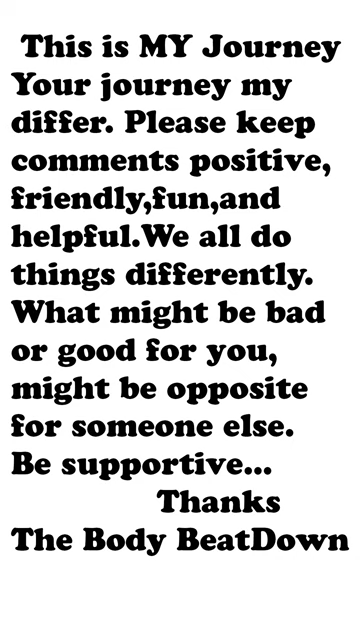 This is MY Journey
Your journey my
differ. Please keep
comments positive,
friendly,fun,and
helpful.We all do
things differently.
What might be bad
or good for you,
might be opposite
for someone else.
Be supportive...
Thanks
The Body BeatDown